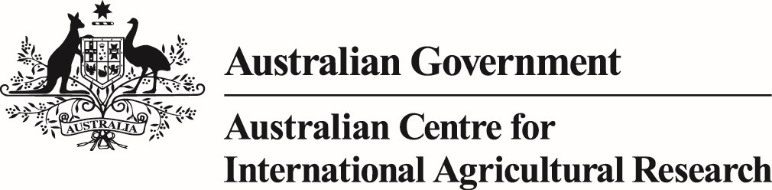 AUSTRALIA
Australian Government
Australian Centre for
International Agricultural Research